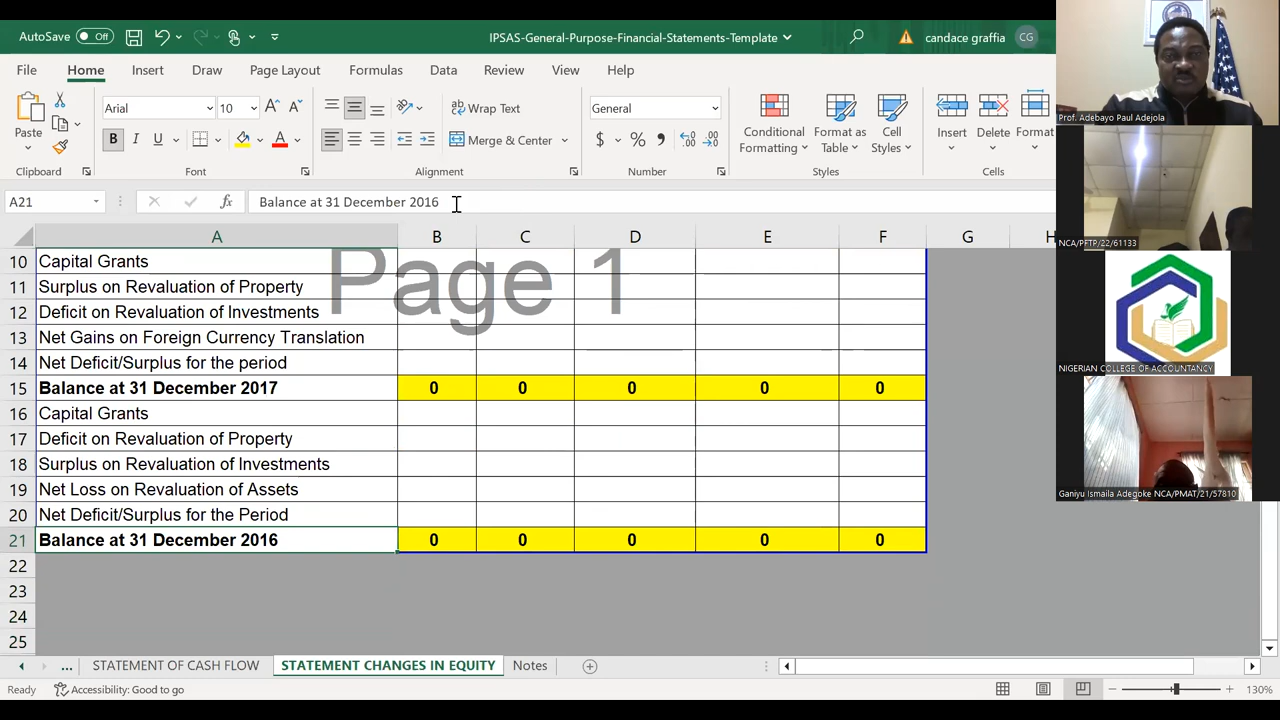 AutoSave Off
IPSAS-General-Purpose-Financial-Statements-Template
candace graffia CG
File Home Insert Draw Page Layout Formulas Data Review View Help
Paste
Arial 10
B I U
A A
Wrap Text
Merge & Center
General
$ % ,
Conditional Formatting
Format as Table
Cell Styles
Insert Delete Format
Clipboard Font Alignment Number Styles Cells
A21 fx Balance at 31 December 2016
A B C D E F G H
Page 1
10 Capital Grants
11 Surplus on Revaluation of Property
12 Deficit on Revaluation of Investments
13 Net Gains on Foreign Currency Translation
14 Net Deficit/Surplus for the period
15 Balance at 31 December 2017 0 0 0 0 0
16 Capital Grants
17 Deficit on Revaluation of Property
18 Surplus on Revaluation of Investments
19 Net Loss on Revaluation of Assets
20 Net Deficit/Surplus for the Period
21 Balance at 31 December 2016 0 0 0 0 0
22
23
24
25
... STATEMENT OF CASH FLOW STATEMENT CHANGES IN EQUITY Notes
Ready Accessibility: Good to go 130%
Prof. Adebayo Paul Adejola
NCA/PFTP/22/61133
NIGERIAN COLLEGE OF ACCOUNTANCY
Ganiyu Ismaila Adegoke NCA/PMAT/21/57810